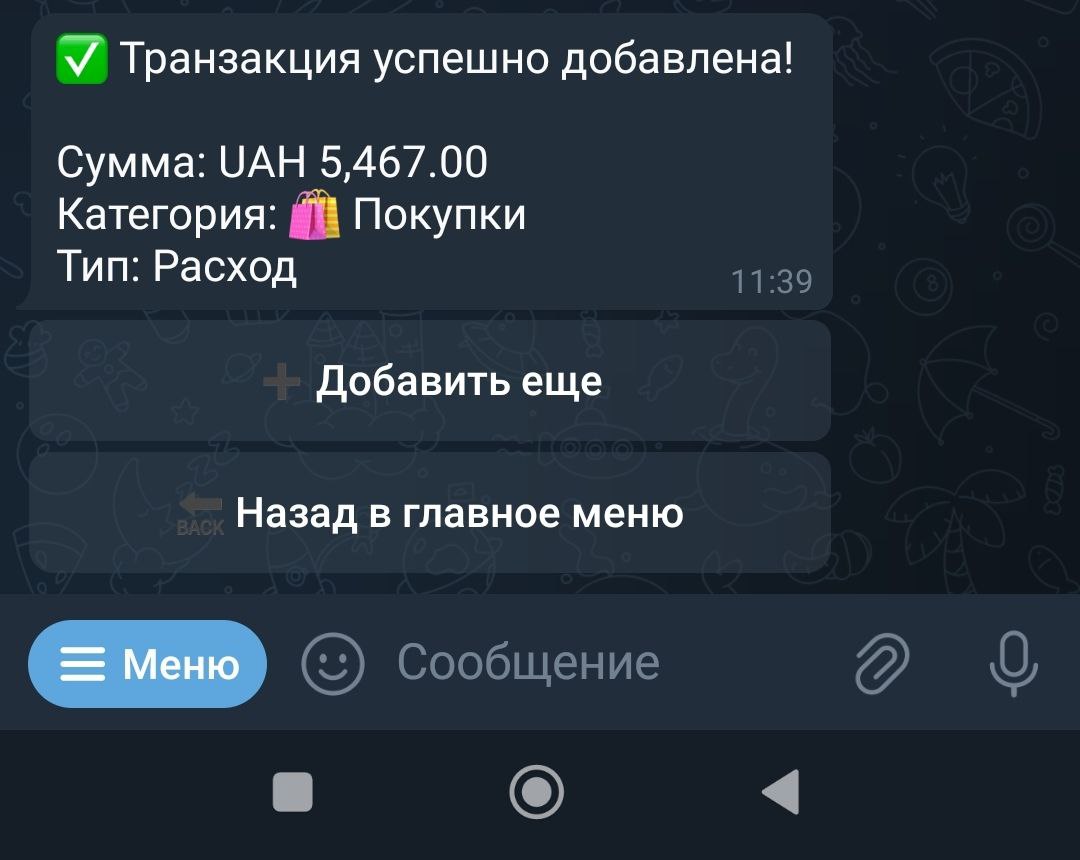 ✅ Транзакция успешно добавлена!
Сумма: UAH 5,467.00
Категория: 🛍️ Покупки
Тип: Расход
11:39
➕ Добавить еще
🔙 BACK Назад в главное меню
Меню
Сообщение